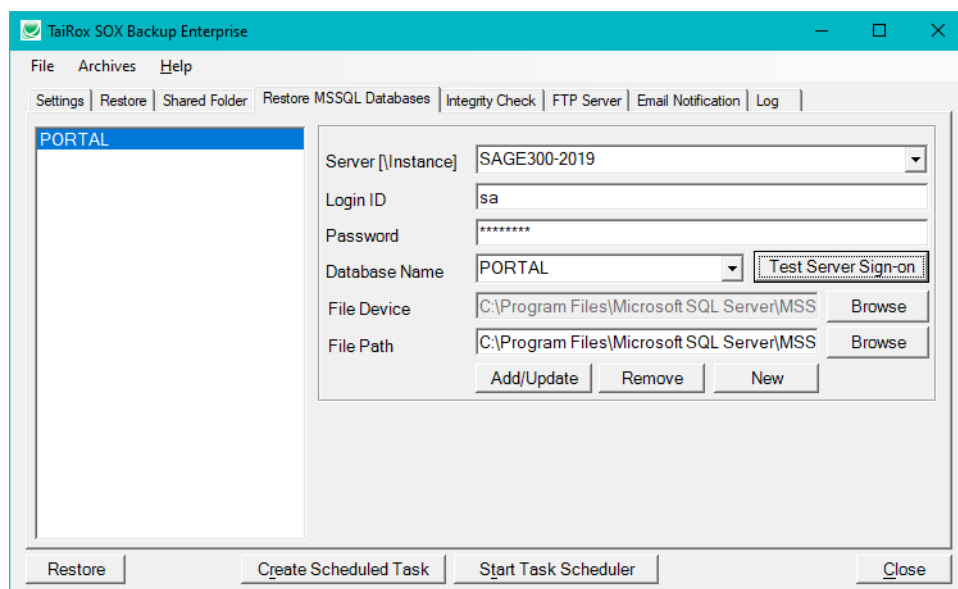 TaiRox SOX Backup Enterprise
File Archives Help
Settings Restore Shared Folder Restore MSSQL Databases Integrity Check FTP Server Email Notification Log
PORTAL
Server [\Instance] SAGE300-2019
Login ID sa
Password ********
Database Name PORTAL Test Server Sign-on
File Device C:\Program Files\Microsoft SQL Server\MSS Browse
File Path C:\Program Files\Microsoft SQL Server\MSS Browse
Add/Update Remove New
Restore Create Scheduled Task Start Task Scheduler Close